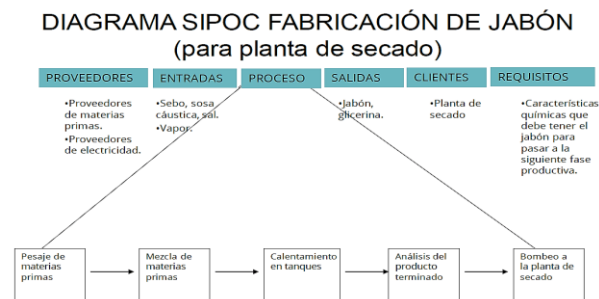 DIAGRAMA SIPOC FABRICACIÓN DE JABÓN
(para planta de secado)
PROVEEDORES
ENTRADAS
PROCESO
SALIDAS
CLIENTES
REQUISITOS
•Proveedores
de materias
primas.
•Proveedores
de electricidad.
•Sebo, sosa
cáustica, sal.
•Vapor.
•Jabón,
glicerina.
•Planta de
secado
•Características
químicas que
debe tener el
jabón para
pasar a la
siguiente fase
productiva.
Pesaje de
materias
primas
Mezcla de
materias
primas
Calentamiento
en tanques
Análisis del
producto
terminado
Bombeo a
la planta de
secado